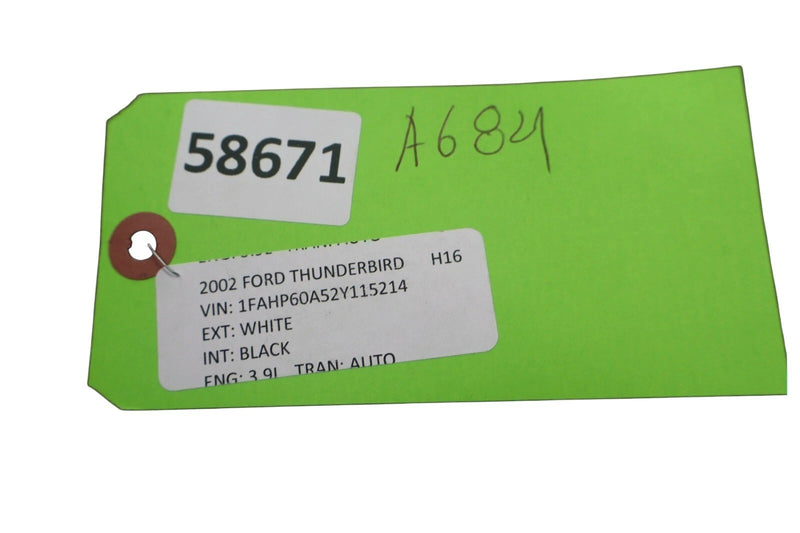 58671
A684
2002 FORD THUNDERBIRD H16
VIN: 1FAHP60A52Y115214
EXT: WHITE
INT: BLACK
ENG: 3.9L TRAN: AUTO